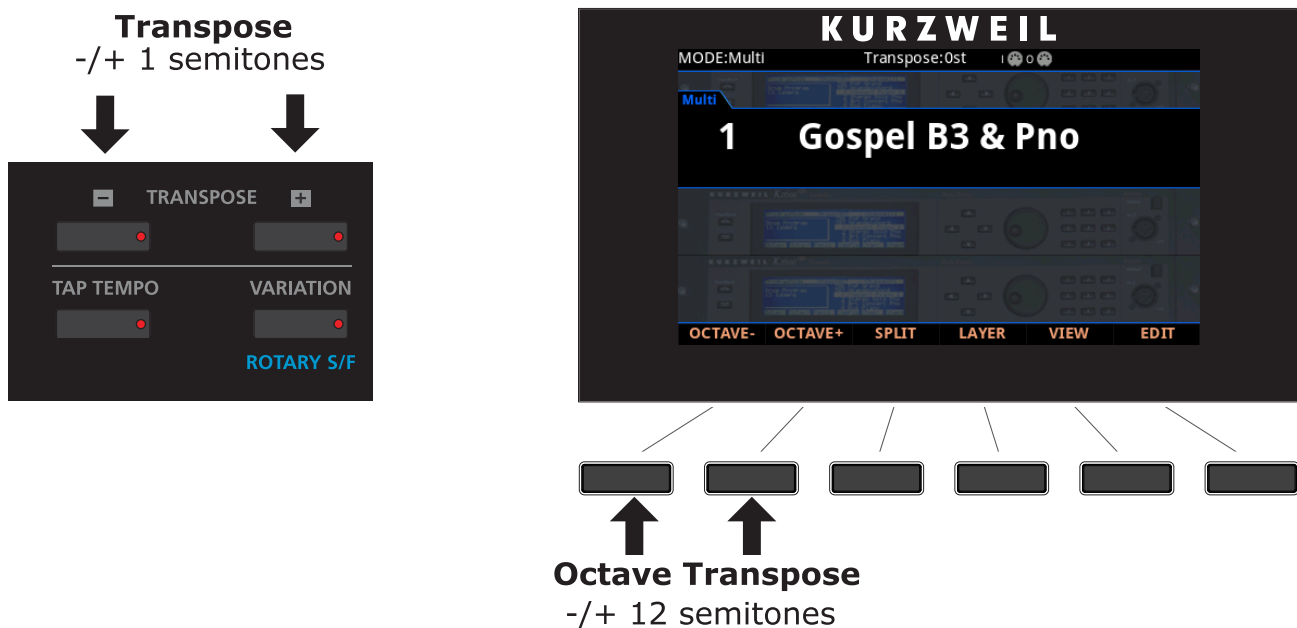 Transpose
-/+ 1 semitones
- TRANSPOSE +
TAP TEMPO VARIATION
ROTARY S/F
KURZWEIL
MODE:Multi Transpose:0st I O
Multi
1 Gospel B3 & Pno
OCTAVE- OCTAVE+ SPLIT LAYER VIEW EDIT
Octave Transpose
-/+ 12 semitones